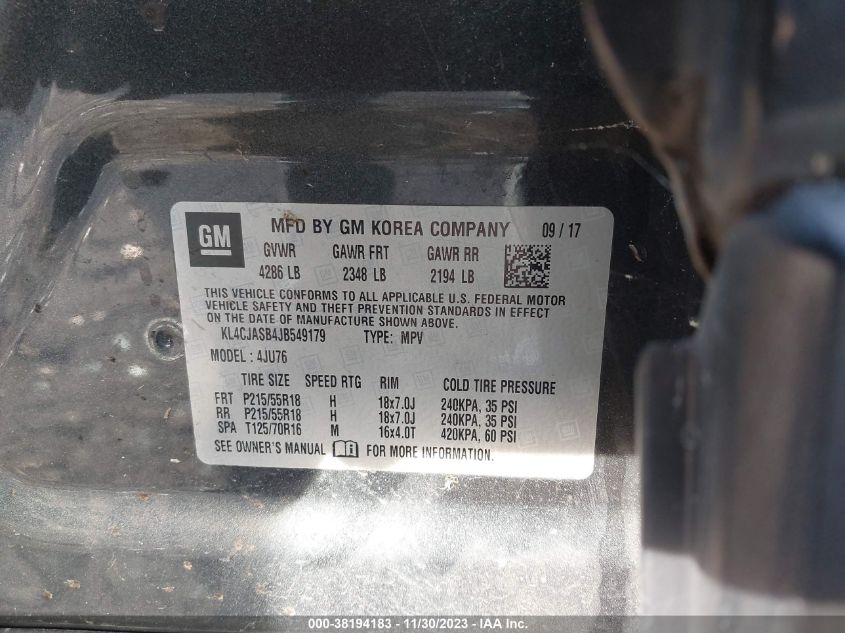 GM MFD BY GM KOREA COMPANY 09 / 17
GVWR GAWR FRT GAWR RR
4286 LB 2348 LB 2194 LB
THIS VEHICLE CONFORMS TO ALL APPLICABLE U.S. FEDERAL MOTOR
VEHICLE SAFETY AND THEFT PREVENTION STANDARDS IN EFFECT
ON THE DATE OF MANUFACTURE SHOWN ABOVE.
KL4CJASB4JB549179 TYPE: MPV
MODEL : 4JU76
TIRE SIZE SPEED RTG RIM COLD TIRE PRESSURE
FRT P215/55R18 H 18x7.0J 240KPA, 35 PSI
RR P215/55R18 H 18x7.0J 240KPA, 35 PSI
SPA T125/70R16 M 16x4.0T 420KPA, 60 PSI
SEE OWNER'S MANUAL FOR MORE INFORMATION.
000-38194183 - 11/30/2023 - IAA Inc.